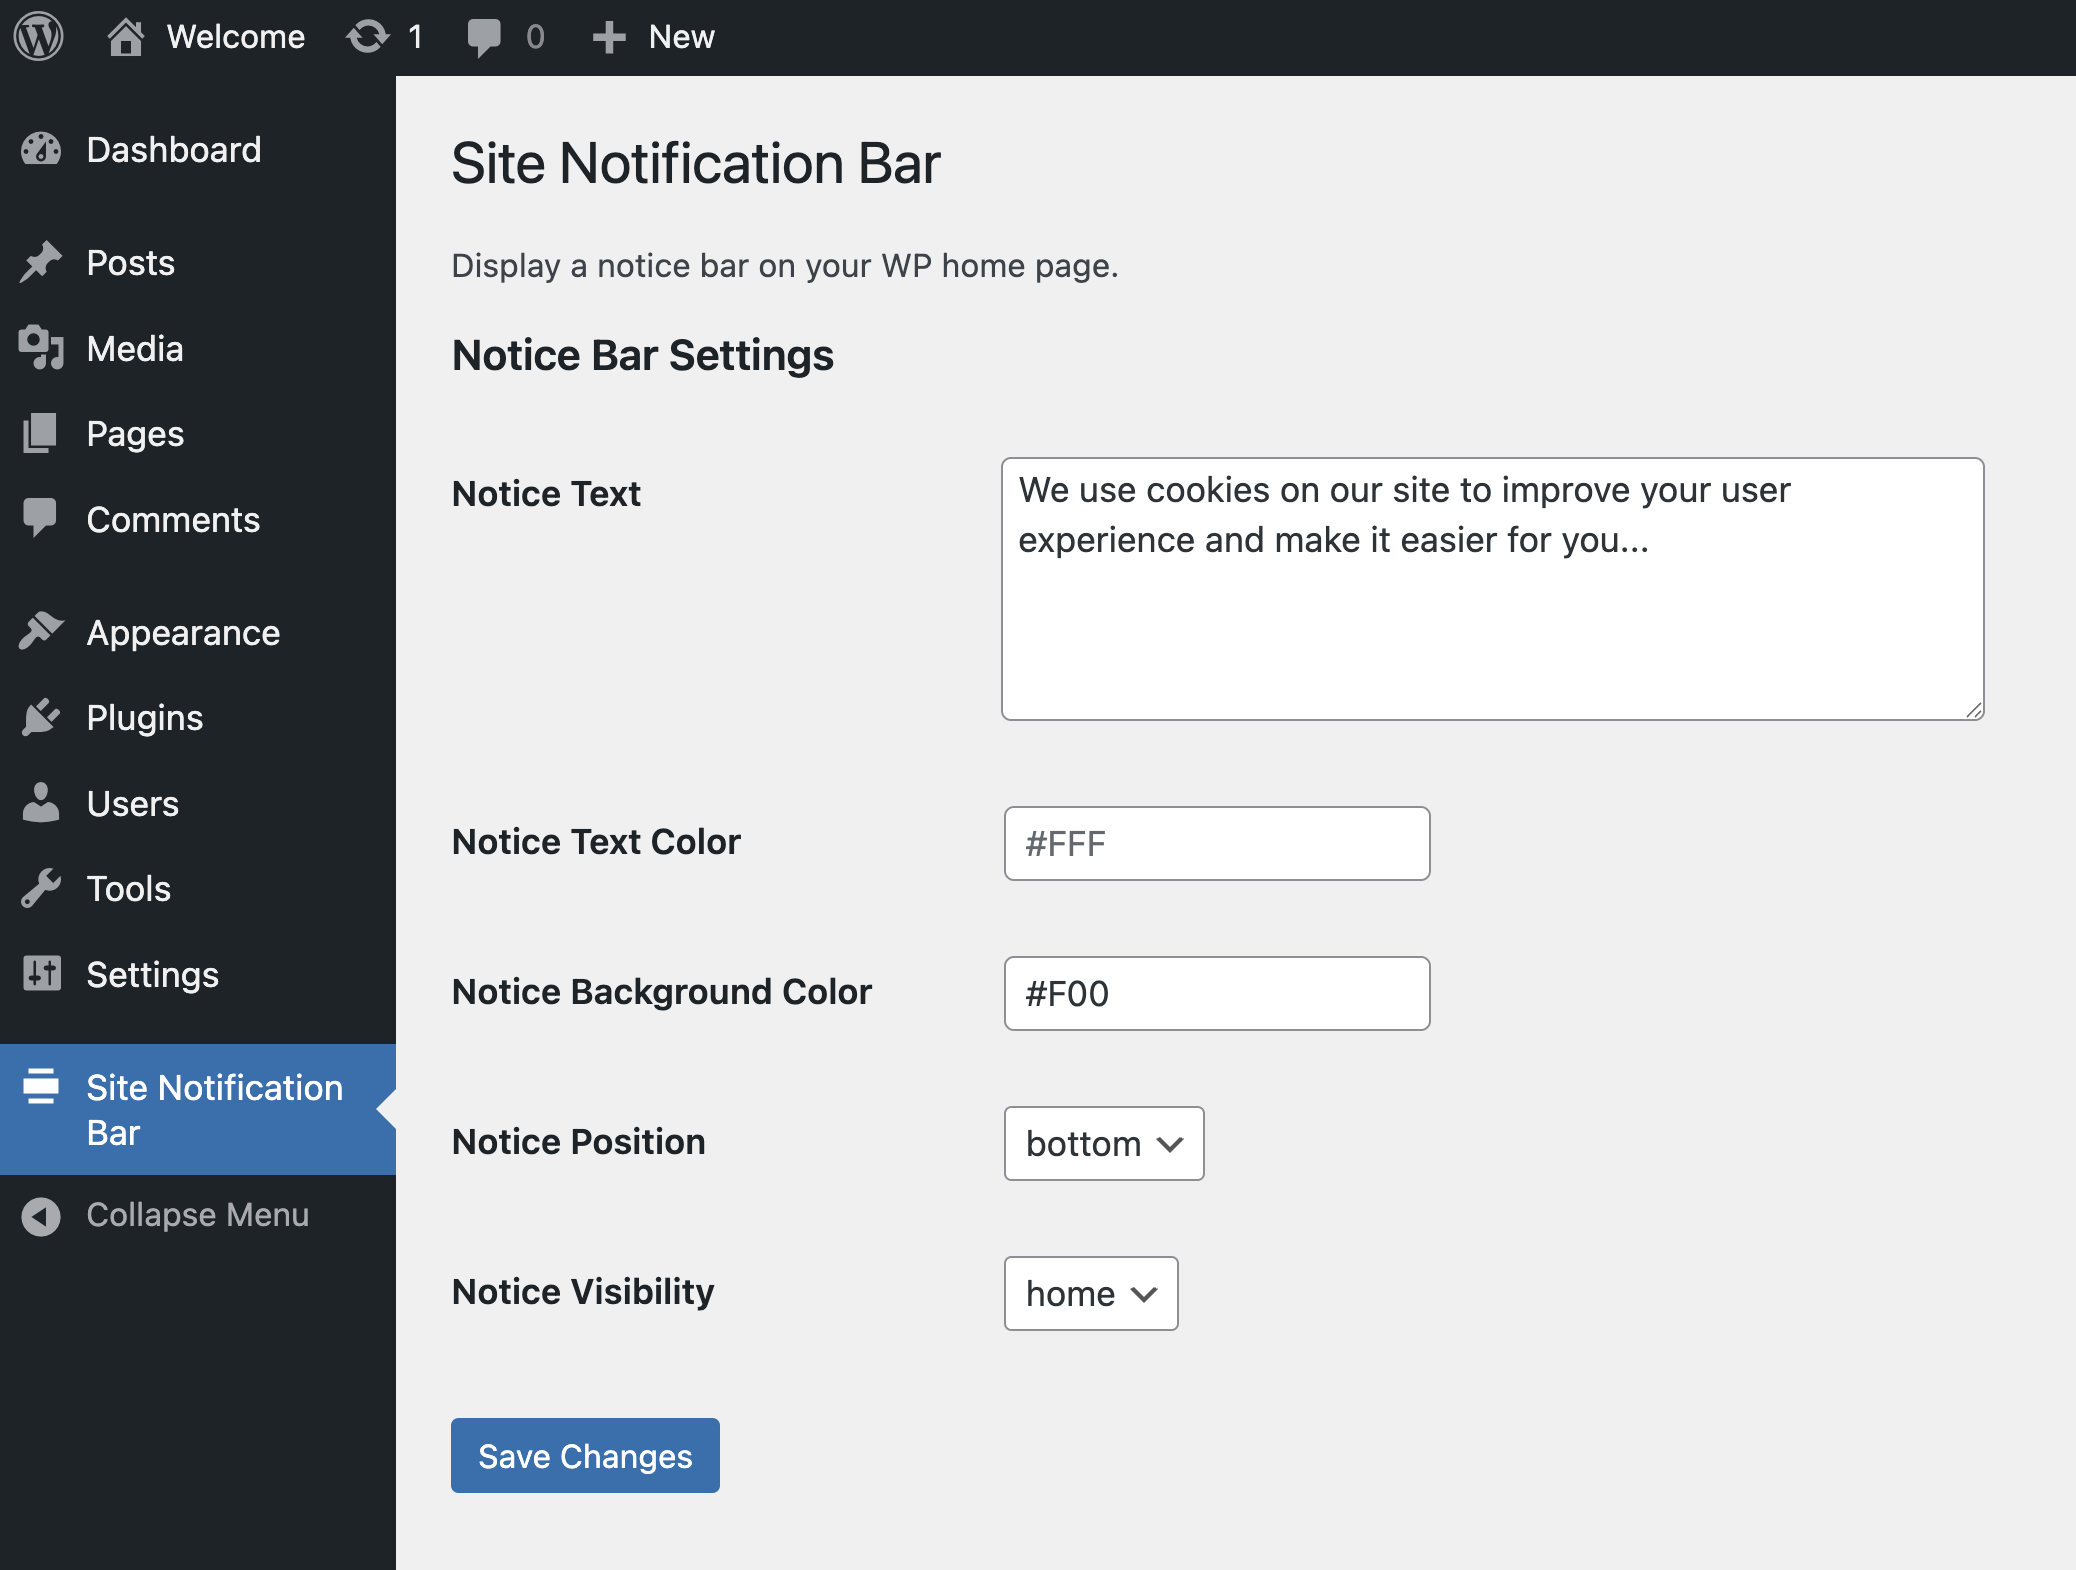 Welcome 1 0 New
Dashboard
Posts
Media
Pages
Comments
Appearance
Plugins
Users
Tools
Settings
Site Notification
Bar
Collapse Menu
Site Notification Bar
Display a notice bar on your WP home page.
Notice Bar Settings
Notice Text
We use cookies on our site to improve your user
experience and make it easier for you...
Notice Text Color
#FFF
Notice Background Color
#F00
Notice Position
bottom
Notice Visibility
home
Save Changes